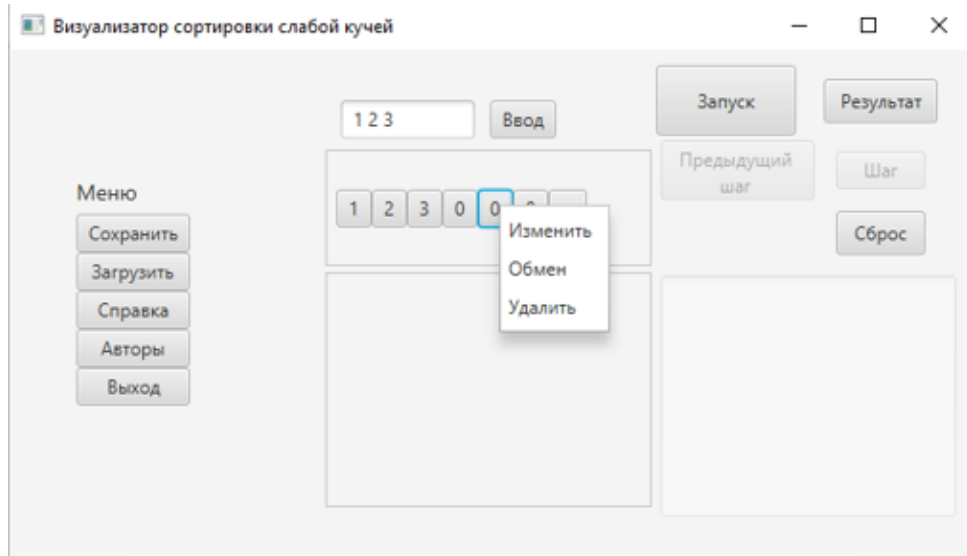 Визуализатор сортировки слабой кучей
1 2 3
Ввод
Запуск
Результат
Предыдущий
шаг
Шаг
Сброс
Меню
Сохранить
Загрузить
Справка
Авторы
Выход
1 2 3 0 0
Изменить
Обмен
Удалить